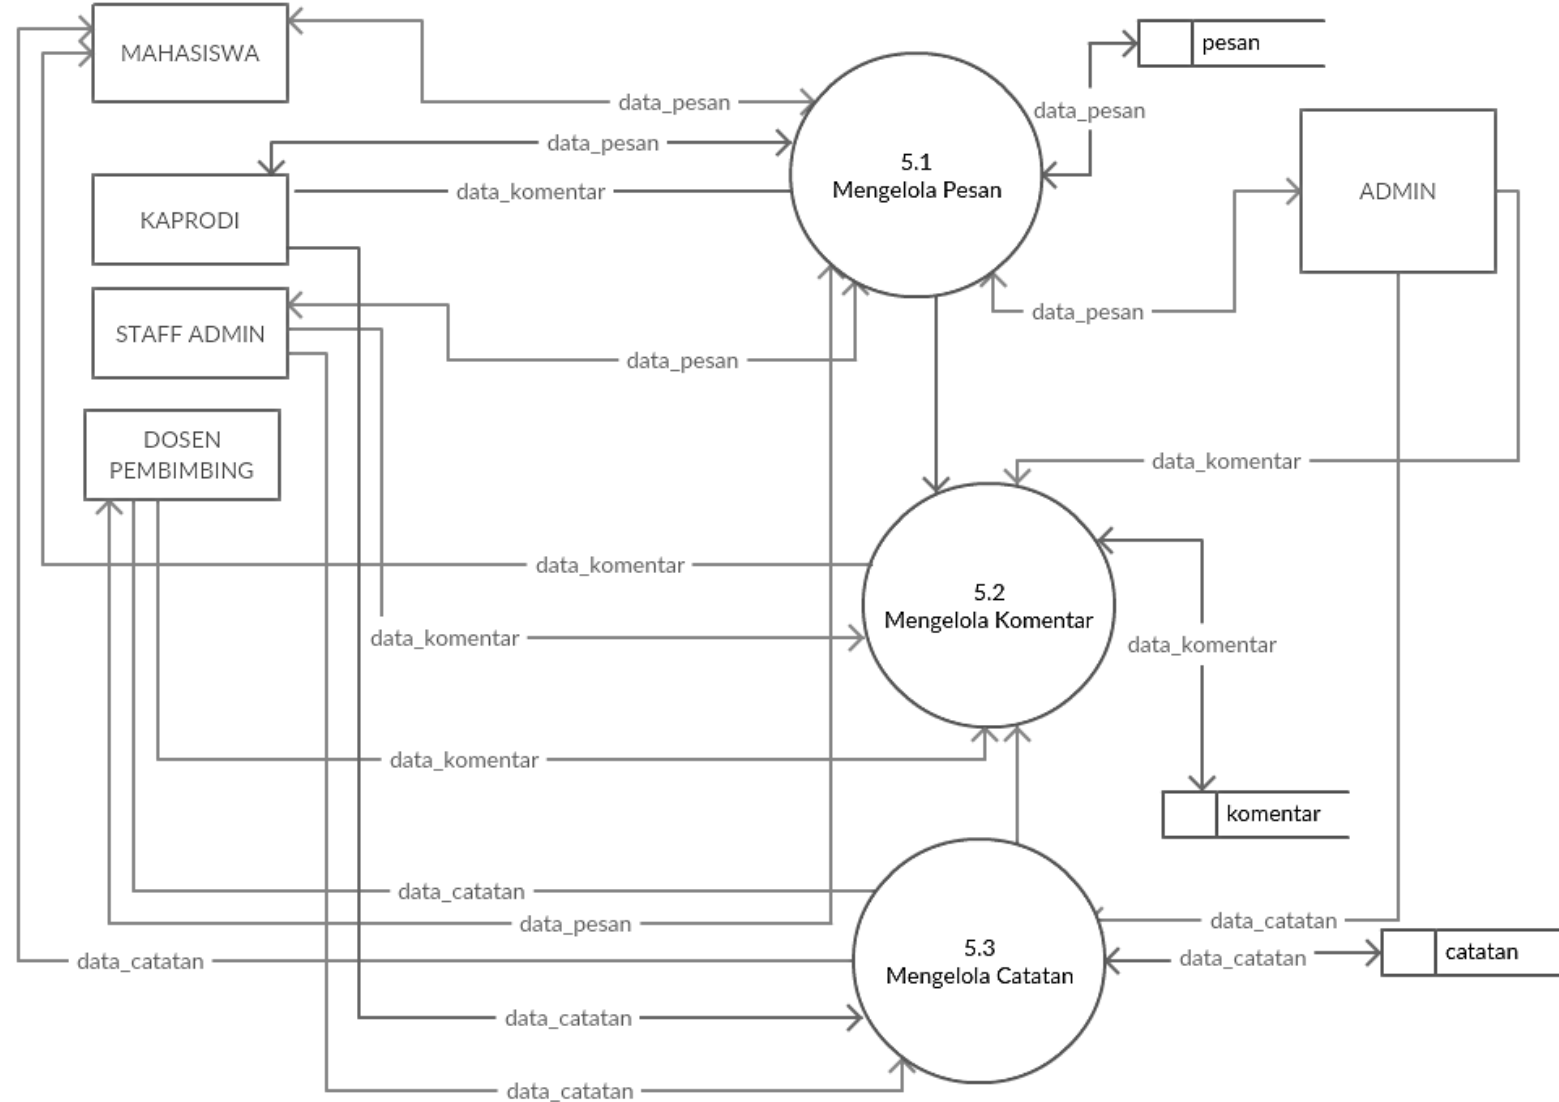 pesan
MAHASISWA
data_pesan
data_pesan
data_pesan
5.1
Mengelola Pesan
data_komentar
ADMIN
KAPRODI
data_pesan
STAFF ADMIN
data_pesan
DOSEN
PEMBIMBING
data_komentar
data_komentar
5.2
Mengelola Komentar
data_komentar
data_komentar
data_komentar
komentar
data_catatan
data_pesan
data_catatan
5.3
Mengelola Catatan
data_catatan
data_catatan
catatan
data_catatan
data_catatan